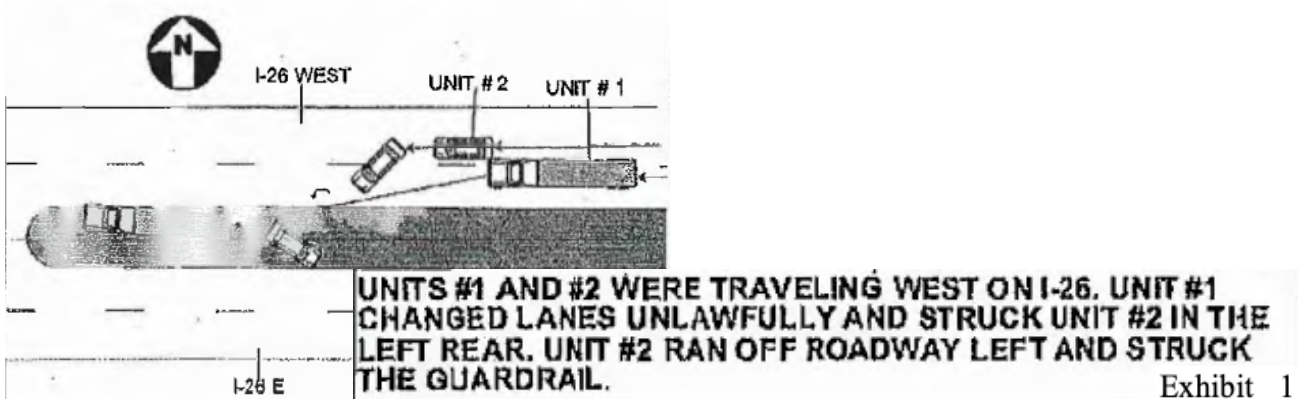 N
I-26 WEST
UNIT # 2
UNIT # 1
I-26 E
UNITS #1 AND #2 WERE TRAVELING WEST ON I-26. UNIT #1
CHANGED LANES UNLAWFULLY AND STRUCK UNIT #2 IN THE
LEFT REAR. UNIT #2 RAN OFF ROADWAY LEFT AND STRUCK
THE GUARDRAIL.
Exhibit 1